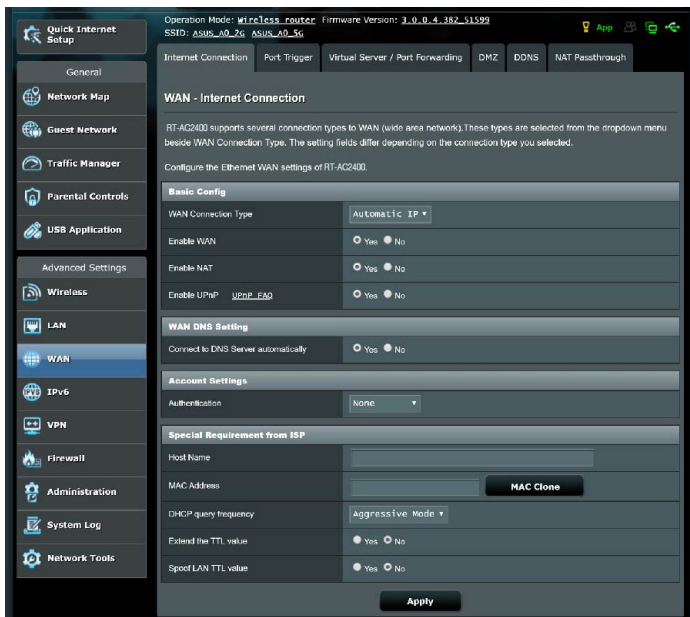 Quick Internet
Setup
General
Network Map
Guest Network
Traffic Manager
Parental Controls
USB Application
Advanced Settings
Wireless
LAN
WAN
IPv6
VPN
Firewall
Administration
System Log
Network Tools
Operation Mode: Wireless router Firmware Version: 3.0.0.4.382_51599
SSID: ASUS_A0_2G ASUS_A0_5G
App
Internet Connection Port Trigger Virtual Server / Port Forwarding DMZ DDNS NAT Passthrough
WAN - Internet Connection
RT-AC2400 supports several connection types to WAN (wide area network).These types are selected from the dropdown menu
beside WAN Connection Type. The setting fields differ depending on the connection type you selected.
Configure the Ethernet WAN settings of RT-AC2400.
Basic Config
WAN Connection Type Automatic IP
Enable WAN Yes No
Enable NAT Yes No
Enable UPnP UPnP FAQ Yes No
WAN DNS Setting
Connect to DNS Server automatically Yes No
Account Settings
Authentication None
Special Requirement from ISP
Host Name
MAC Address MAC Clone
DHCP query frequency Aggressive Mode
Extend the TTL value Yes No
Spoof LAN TTL value Yes No
Apply